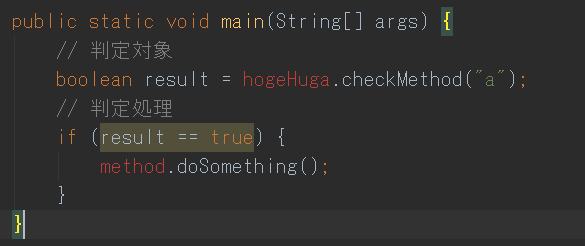 public static void main(String[] args) {
// 判定対象
boolean result = hogeHuga.checkMethod("a");
// 判定処理
if (result == true) {
method.doSomething();
}
}